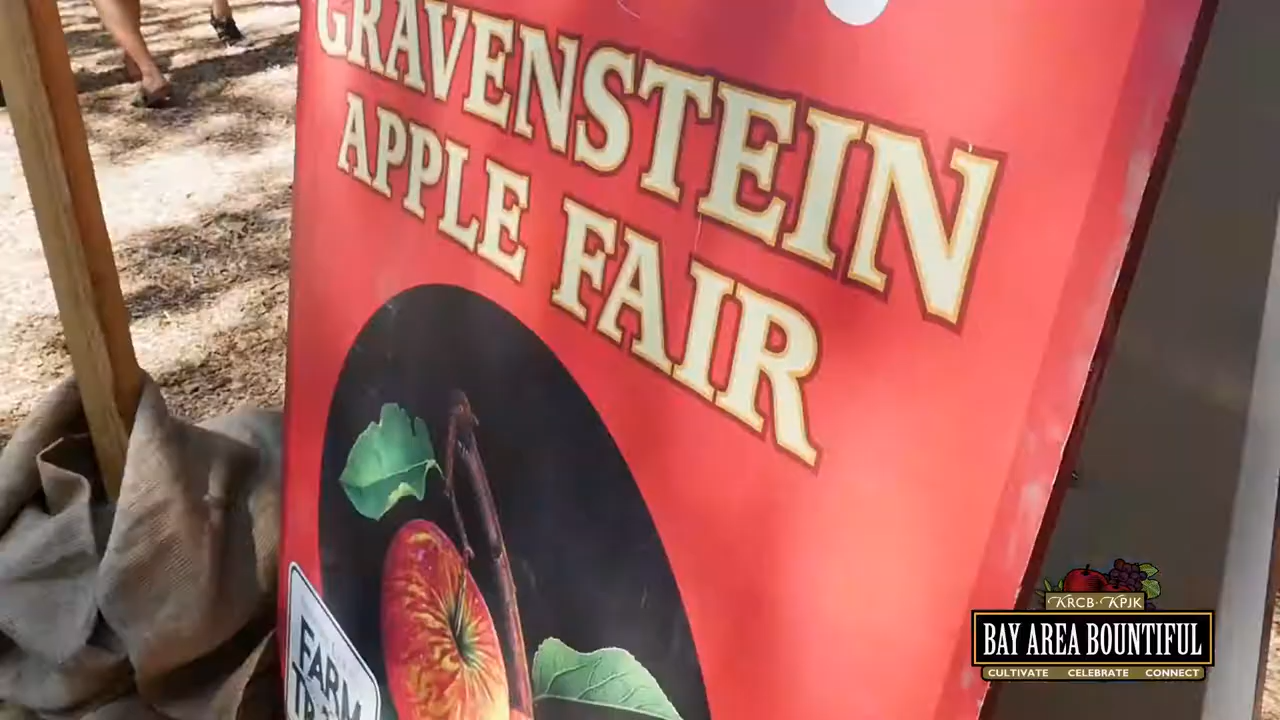 GRAVENSTEIN
APPLE FAIR
FARM
KRCB · KPJK
BAY AREA BOUNTIFUL
CULTIVATE CELEBRATE CONNECT